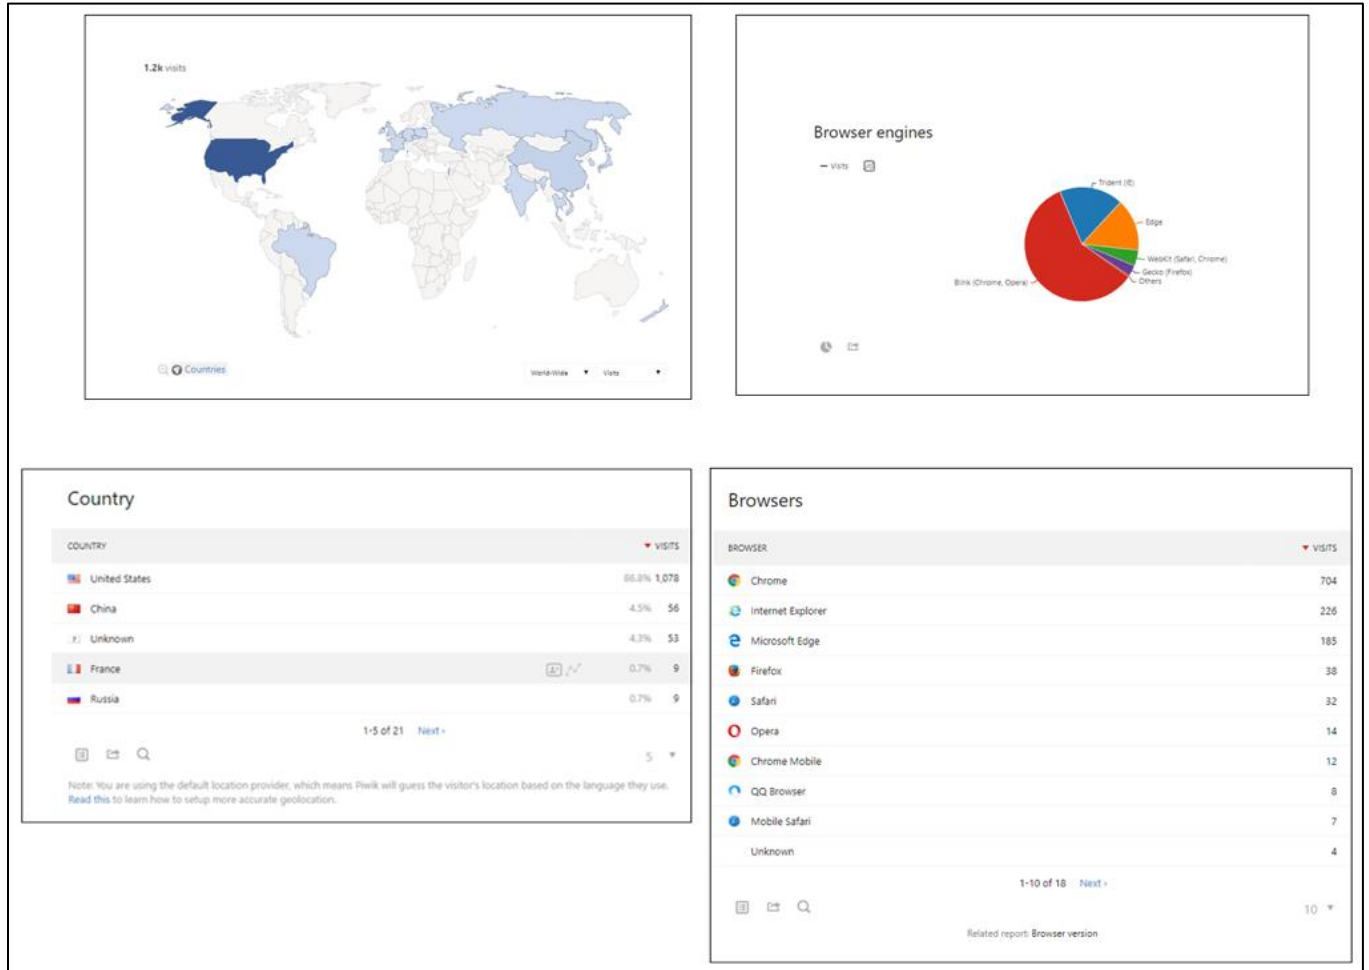 1.2k visits
Countries
World-Wide
Visits
Browser engines
Visits
Trident (IE)
Edge
WebKit (Safari, Chrome)
Gecko (Firefox)
Others
Blink (Chrome, Opera)
Country
COUNTRY VISITS
United States 86.8% 1,078
China 4.5% 56
Unknown 4.3% 53
France 0.7% 9
Russia 0.7% 9
1-5 of 21 Next ›
5
Note: You are using the default location provider, which means Piwik will guess the visitor's location based on the language they use.
Read this to learn how to setup more accurate geolocation.
Browsers
BROWSER VISITS
Chrome 704
Internet Explorer 226
Microsoft Edge 185
Firefox 38
Safari 32
Opera 14
Chrome Mobile 12
QQ Browser 8
Mobile Safari 7
Unknown 4
1-10 of 18 Next ›
10
Related report: Browser version